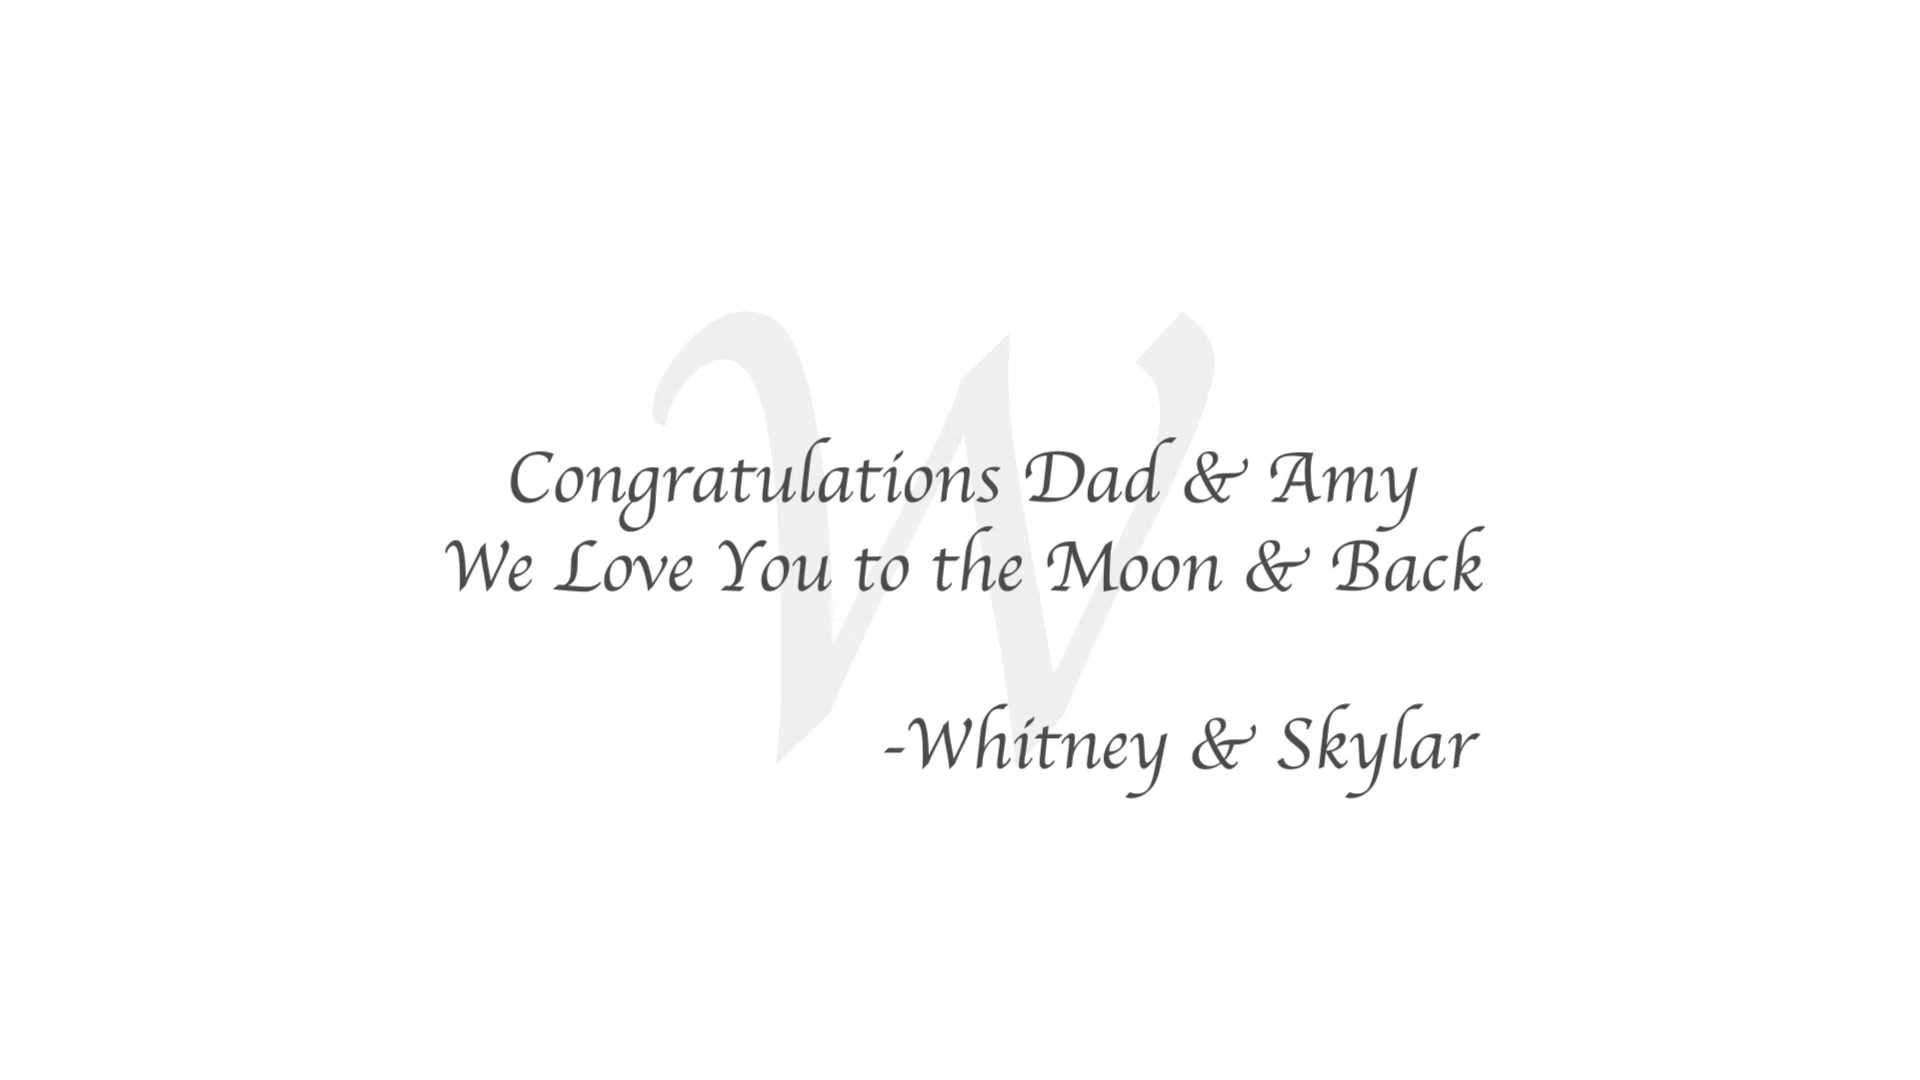 W
Congratulations Dad & Amy
We Love You to the Moon & Back
-Whitney & Skylar